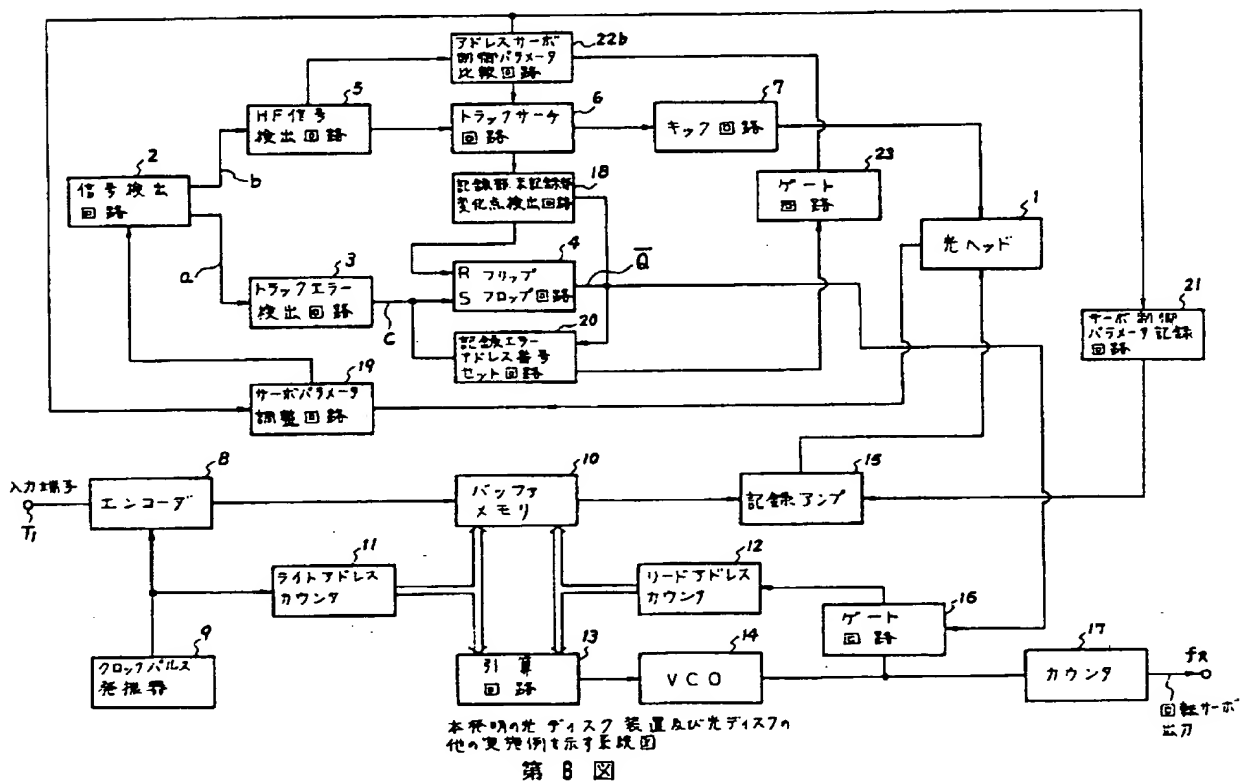 アドレスサーボ
制御パラメータ
比較回路
22b
HF信号
検出回路
5
トラックサーチ
回路
6
キック回路
7
信号検出
回路
2
b
a
記録部未記録部
変化点検出回路
18
ゲート
回路
23
光ヘッド
1
トラックエラー
検出回路
3
C
R フリップ
S フロップ回路
4
Q
記録エラー
アドレス番号
セット回路
20
サーボ制御
パラメータ記録
回路
21
サーボパラメータ
調整回路
19
入力端子
T1
エンコーダ
8
バッファ
メモリ
10
記録アンプ
15
ライトアドレス
カウンタ
11
リードアドレス
カウンタ
12
ゲート
回路
16
クロックパルス
発振器
9
引算
回路
13
VCO
14
カウンタ
17
fR
回転サーボ
出力
本発明の光ディスク装置及び光ディスクの
他の実施例を示す系統図
第8図